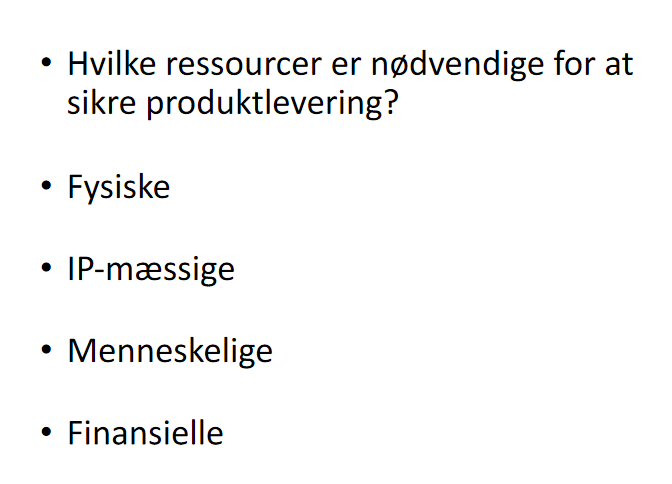 • Hvilke ressourcer er nødvendige for at
sikre produktlevering?
• Fysiske
• IP-mæssige
• Menneskelige
• Finansielle